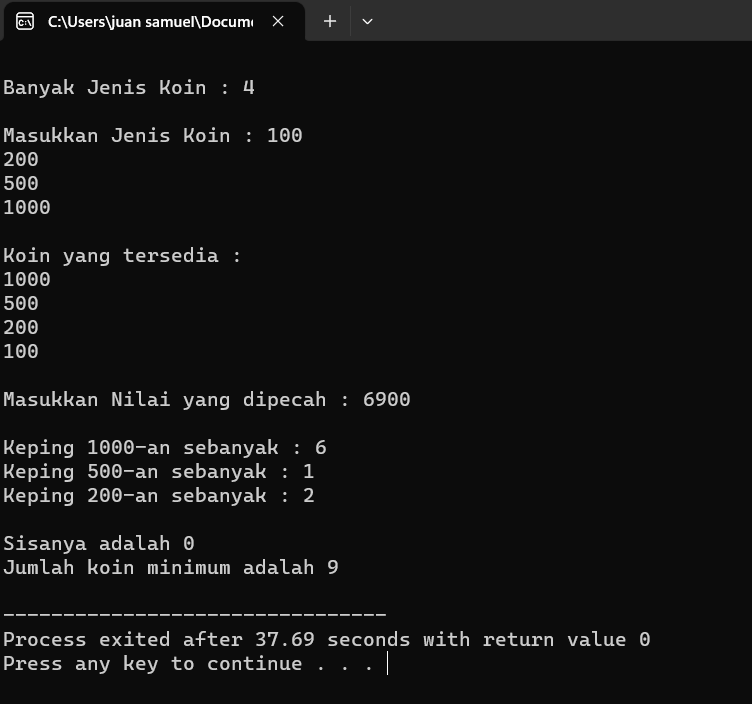 C:\Users\juan samuel\Docum
Banyak Jenis Koin : 4
Masukkan Jenis Koin : 100
200
500
1000
Koin yang tersedia :
1000
500
200
100
Masukkan Nilai yang dipecah : 6900
Keping 1000-an sebanyak : 6
Keping 500-an sebanyak : 1
Keping 200-an sebanyak : 2
Sisanya adalah 0
Jumlah koin minimum adalah 9
--------------------------------
Process exited after 37.69 seconds with return value 0
Press any key to continue . . .